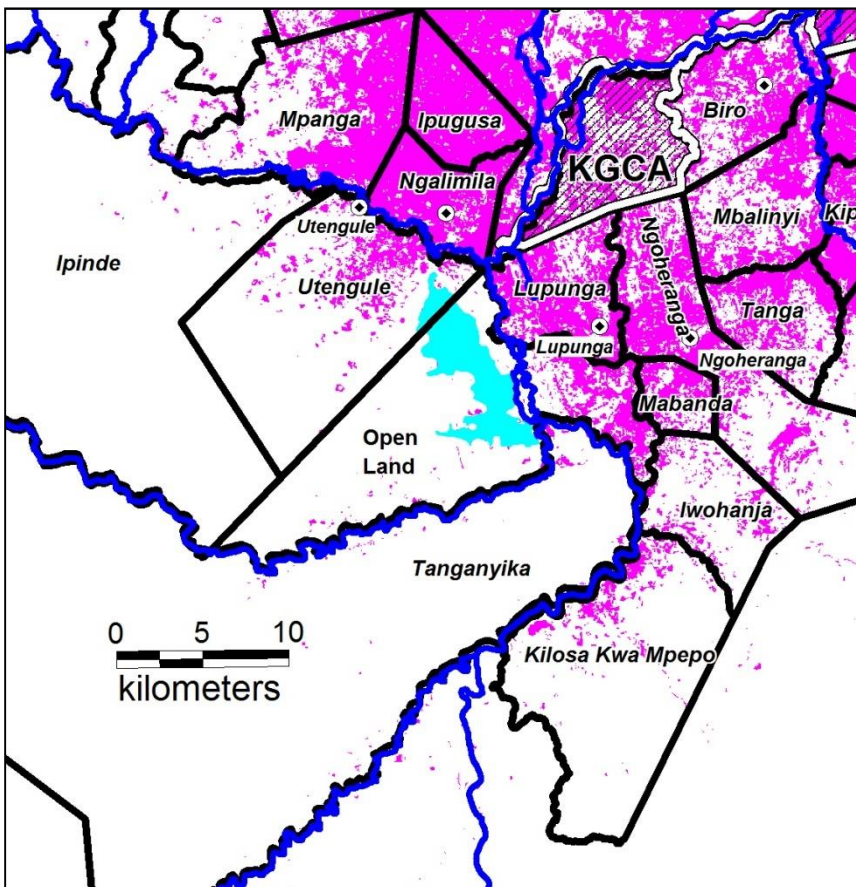 Biro
Mpanga
Ipugusa
KGCA
Ngalimila
Mbalinyi
Kip
Utengule
Ngoheranga
Ipinde
Utengule
Lupunga
Tanga
Lupunga
Ngoheranga
Mabanda
Open
Land
Iwohanja
Tanganyika
0 5 10
kilometers
Kilosa Kwa Mpepo